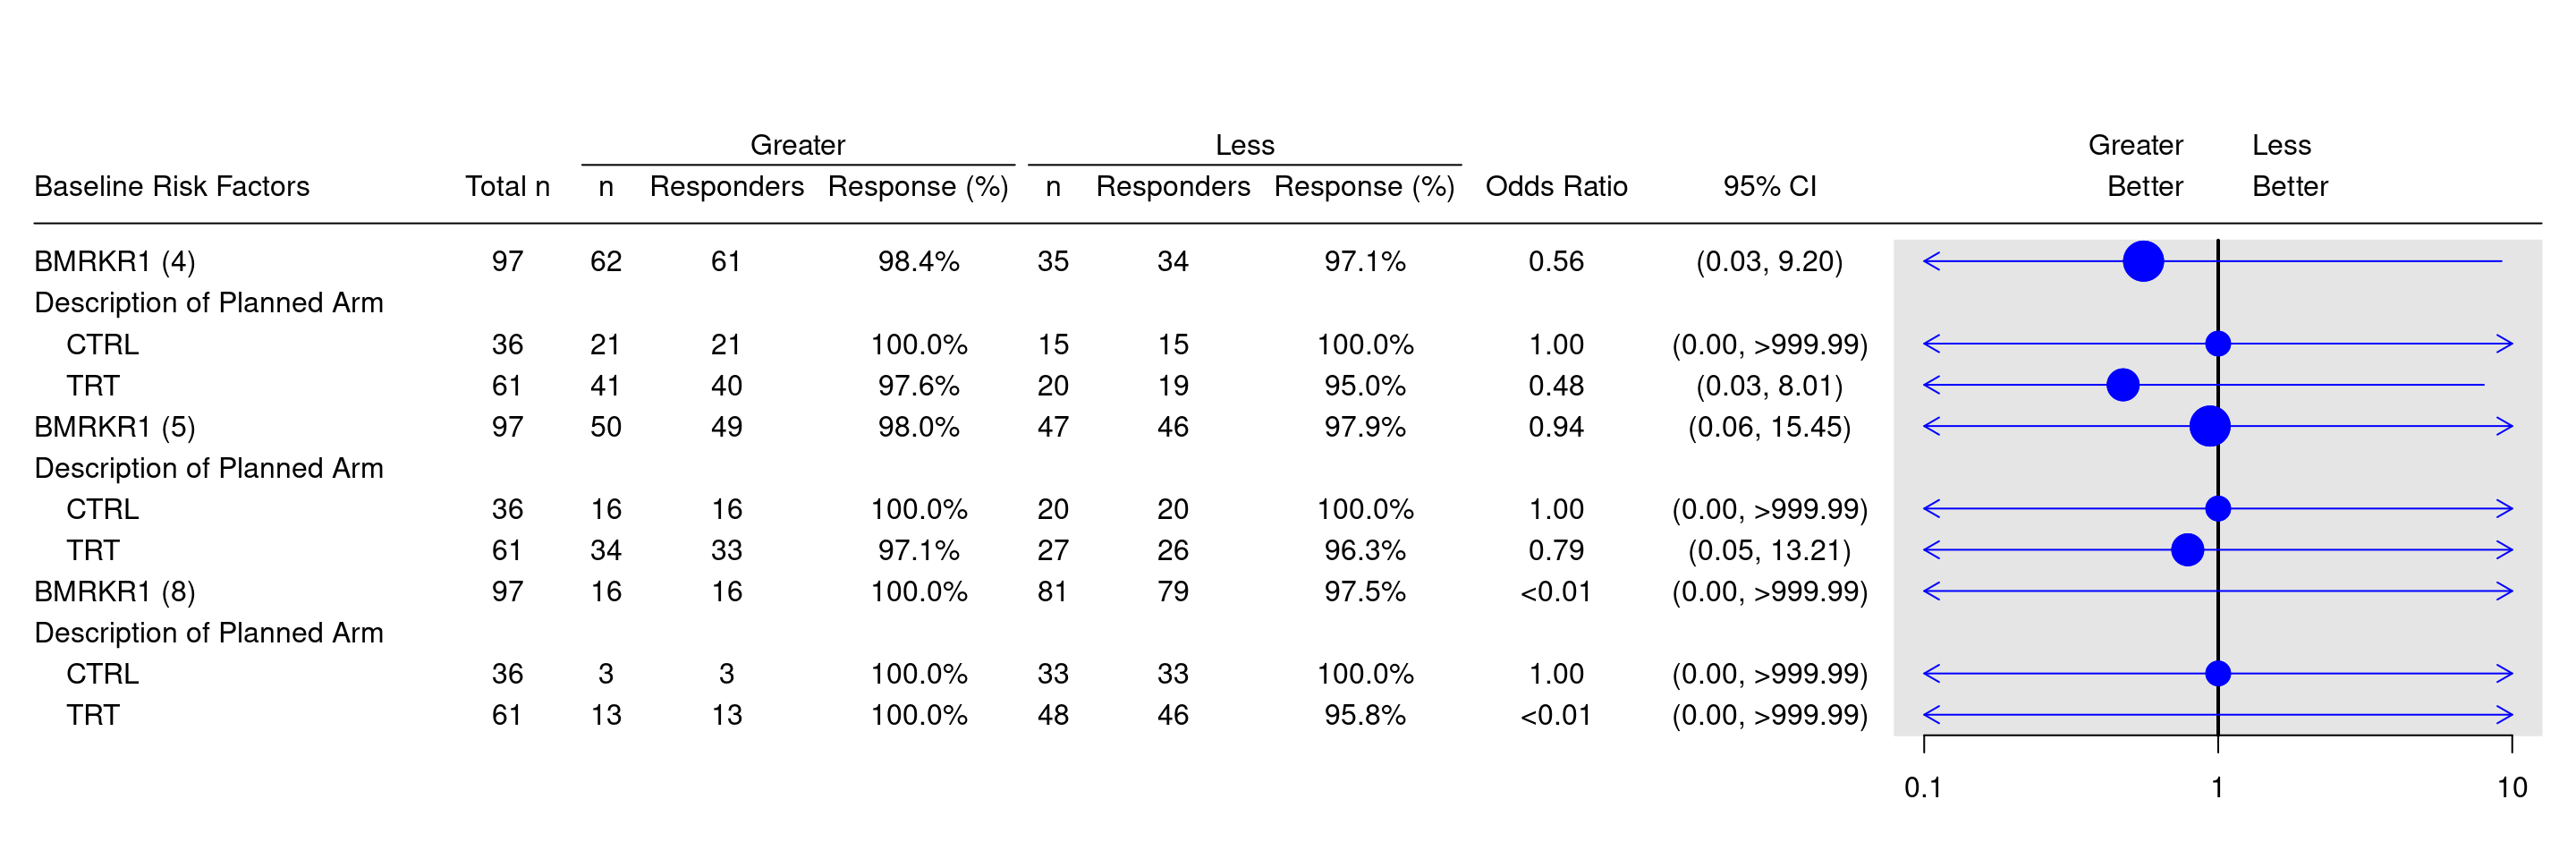 Greater Less Greater Less
Baseline Risk Factors Total n n Responders Response (%) n Responders Response (%) Odds Ratio 95% CI Better Better
BMRKR1 (4) 97 62 61 98.4% 35 34 97.1% 0.56 (0.03, 9.20)
Description of Planned Arm
CTRL 36 21 21 100.0% 15 15 100.0% 1.00 (0.00, >999.99)
TRT 61 41 40 97.6% 20 19 95.0% 0.48 (0.03, 8.01)
BMRKR1 (5) 97 50 49 98.0% 47 46 97.9% 0.94 (0.06, 15.45)
Description of Planned Arm
CTRL 36 16 16 100.0% 20 20 100.0% 1.00 (0.00, >999.99)
TRT 61 34 33 97.1% 27 26 96.3% 0.79 (0.05, 13.21)
BMRKR1 (8) 97 16 16 100.0% 81 79 97.5% <0.01 (0.00, >999.99)
Description of Planned Arm
CTRL 36 3 3 100.0% 33 33 100.0% 1.00 (0.00, >999.99)
TRT 61 13 13 100.0% 48 46 95.8% <0.01 (0.00, >999.99)
0.1 1 10